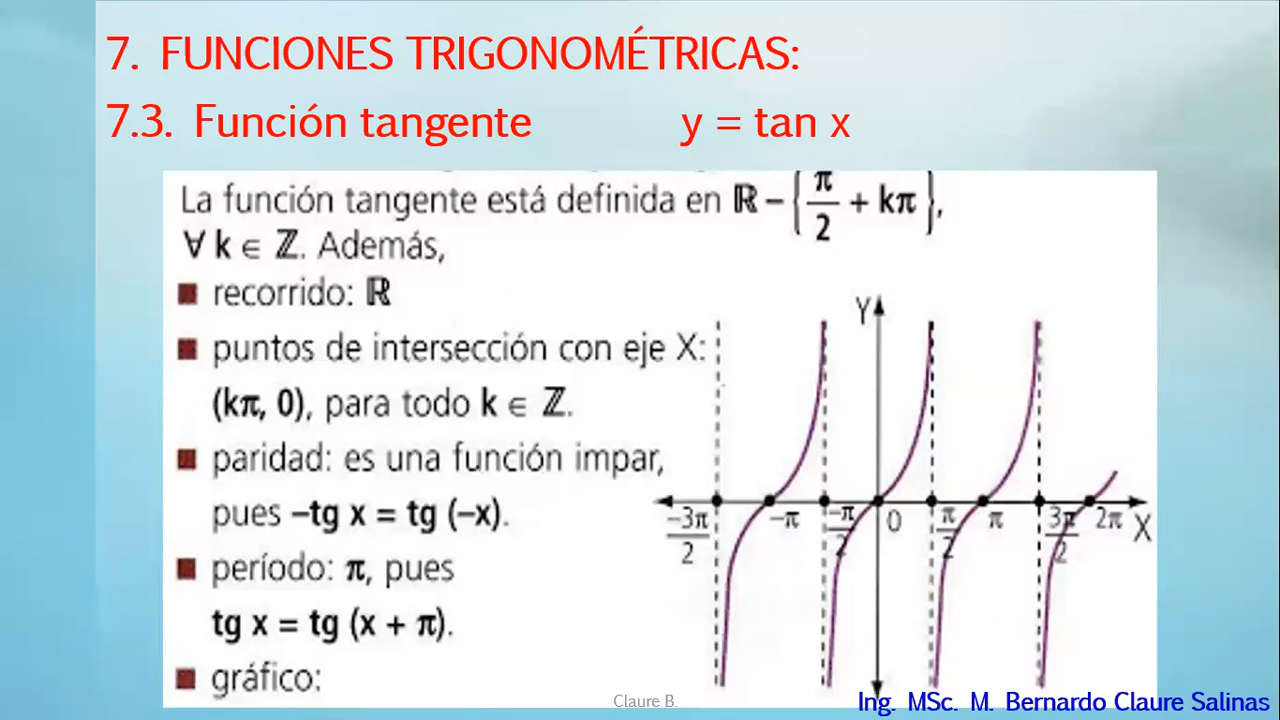 7. FUNCIONES TRIGONOMÉTRICAS:
7.3. Función tangente y = tan x
La función tangente está definida en ℝ – {π/2 + kπ},
∀ k ∈ ℤ. Además,
■ recorrido: ℝ
■ puntos de intersección con eje X:
(kπ, 0), para todo k ∈ ℤ.
■ paridad: es una función impar,
pues –tg x = tg (–x).
■ período: π, pues
tg x = tg (x + π).
■ gráfico:
Y
–3π/2 –π –π/2 0 π/2 π 3π/2 2π X
Claure B.
Ing. MSc. M. Bernardo Claure Salinas